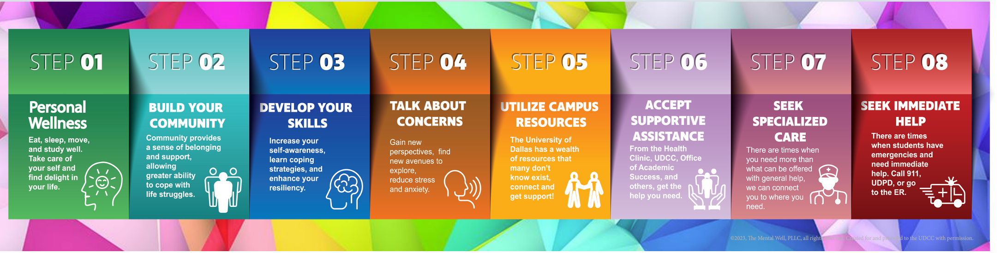 STEP 01
Personal
Wellness
Eat, sleep, move,
and study well.
Take care of
your self and
find delight in
your life.
STEP 02
BUILD YOUR
COMMUNITY
Community provides
a sense of belonging
and support,
allowing
greater ability
to cope with
life struggles.
STEP 03
DEVELOP YOUR
SKILLS
Increase your
self-awareness,
learn coping
strategies, and
enhance your
resiliency.
STEP 04
TALK ABOUT
CONCERNS
Gain new
perspectives, find
new avenues to
explore,
reduce stress
and anxiety.
STEP 05
UTILIZE CAMPUS
RESOURCES
The University of
Dallas has a wealth
of resources that
many don't
know exist,
connect and
get support!
STEP 06
ACCEPT
SUPPORTIVE
ASSISTANCE
From the Health
Clinic, UDCC, Office
of Academic
Success, and
others, get the
help you need.
STEP 07
SEEK
SPECIALIZED
CARE
There are times when
you need more than
what can be offered
with general help,
we can connect
you to where you
need.
STEP 08
SEEK IMMEDIATE
HELP
There are times
when students have
emergencies and
need immediate
help. Call 911,
UDPD, or go
to the ER.
©2023, The Mental Well, PLLC, all rights Created for and to the UDCC with permission.